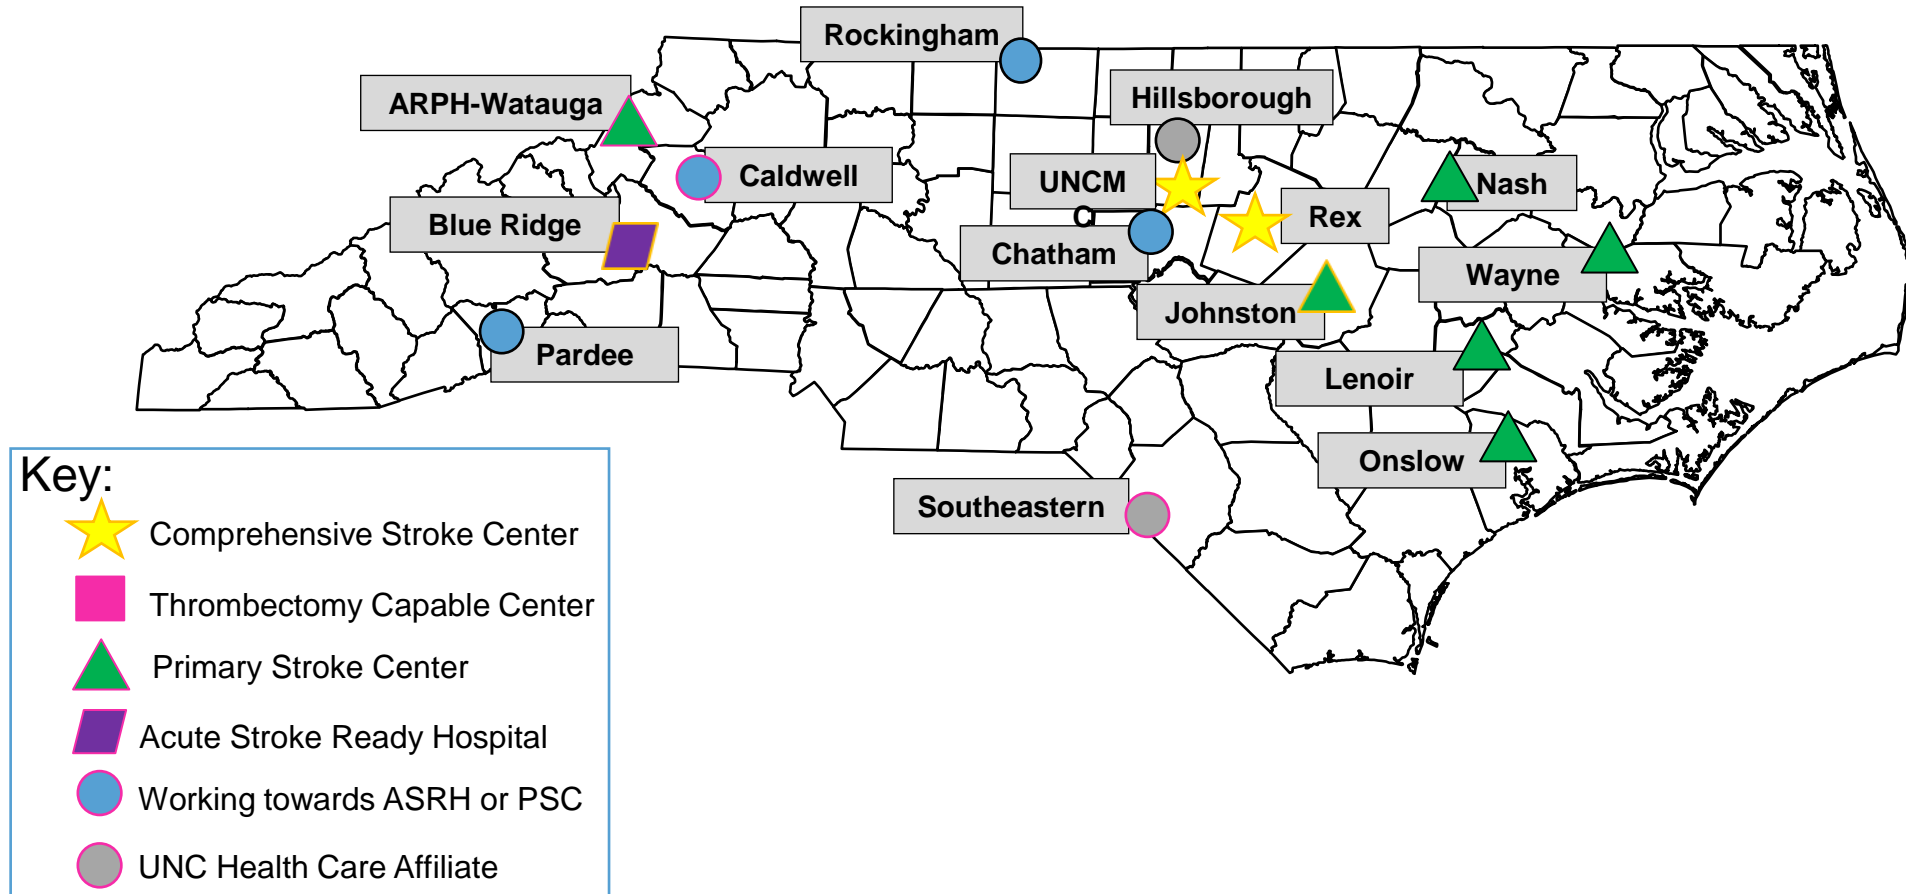 Rockingham
ARPH-Watauga
Hillsborough
Caldwell
UNCM
C
Nash
Blue Ridge
Rex
Chatham
Wayne
Johnston
Pardee
Lenoir
Onslow
Southeastern
Key:
Comprehensive Stroke Center
Thrombectomy Capable Center
Primary Stroke Center
Acute Stroke Ready Hospital
Working towards ASRH or PSC
UNC Health Care Affiliate